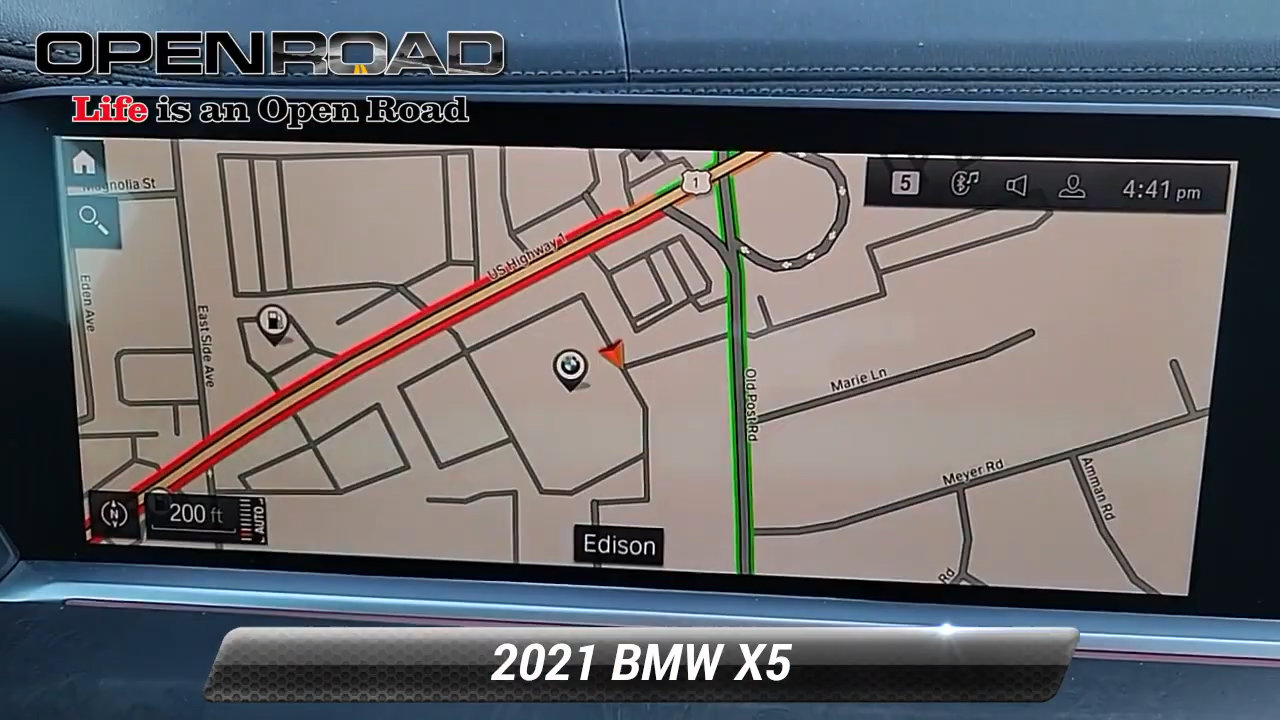 OPENROAD
Life is an Open Road
Magnolia St
5
4:41 pm
1
US Highway 1
Eden Ave
East Side Ave
Old Post Rd
Marie Ln
Meyer Rd
Amman Rd
Rd
N
200 ft
AUTO
Edison
2021 BMW X5